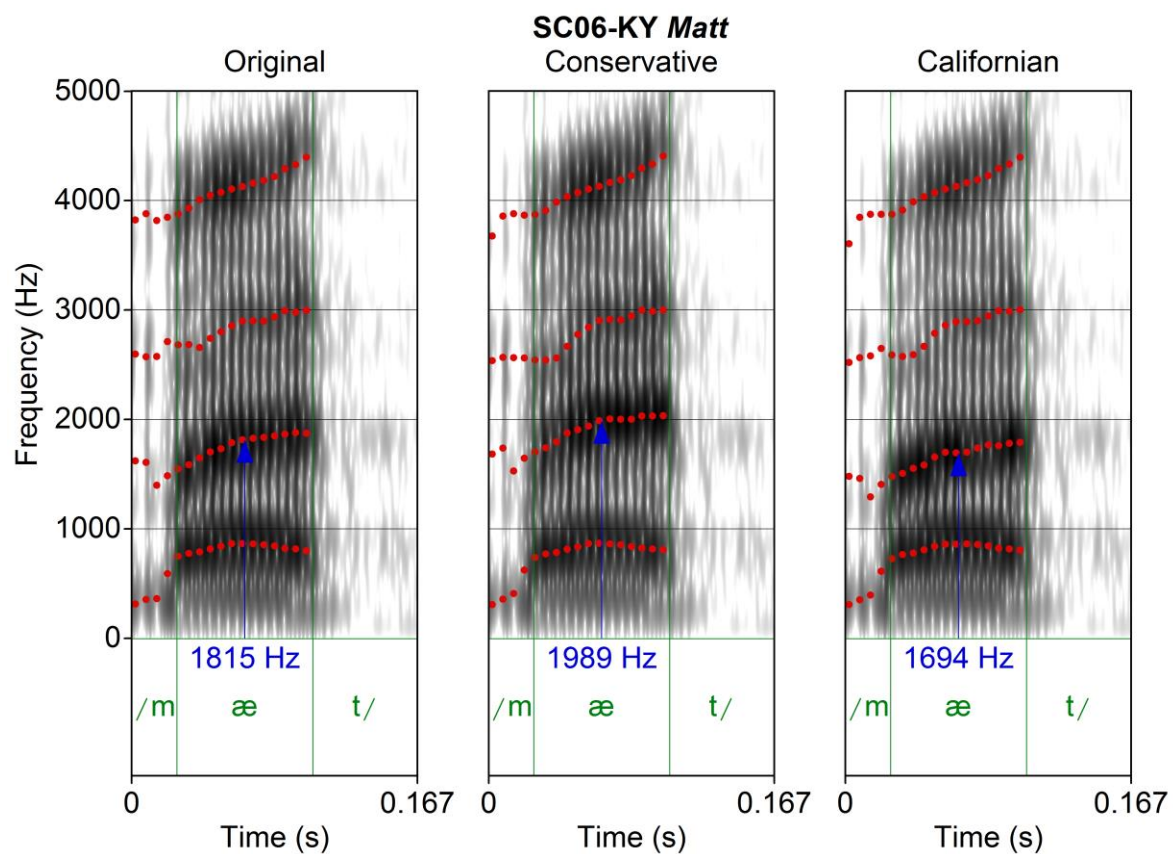 SC06-KY Matt
Original
Conservative
Californian
Frequency (Hz)
5000
4000
3000
2000
1000
0
1815 Hz
1989 Hz
1694 Hz
/m æ t/
/m æ t/
/m æ t/
0 0.167
0 0.167
0 0.167
Time (s)
Time (s)
Time (s)